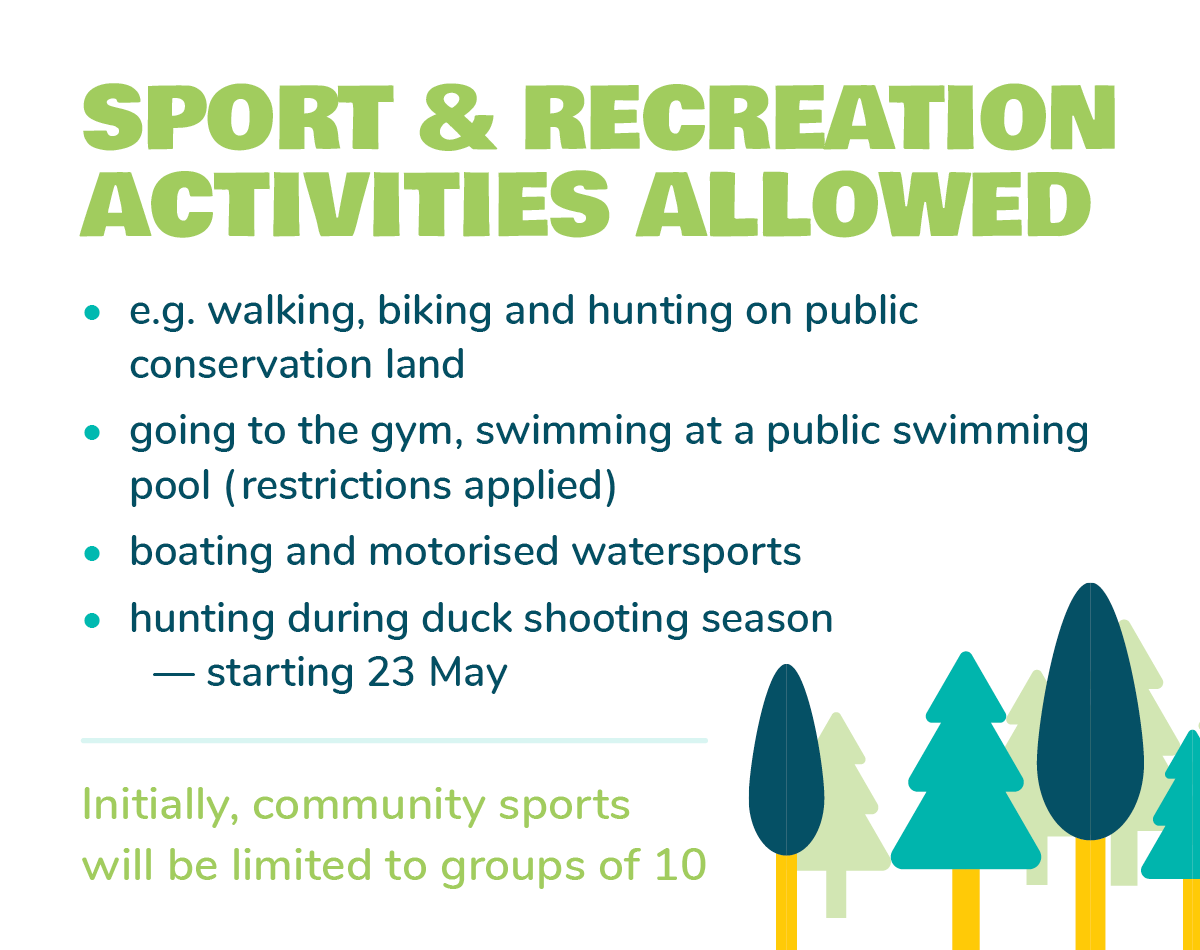 SPORT & RECREATION
ACTIVITIES ALLOWED
• e.g. walking, biking and hunting on public
conservation land
• going to the gym, swimming at a public swimming
pool (restrictions applied)
• boating and motorised watersports
• hunting during duck shooting season
— starting 23 May
Initially, community sports
will be limited to groups of 10